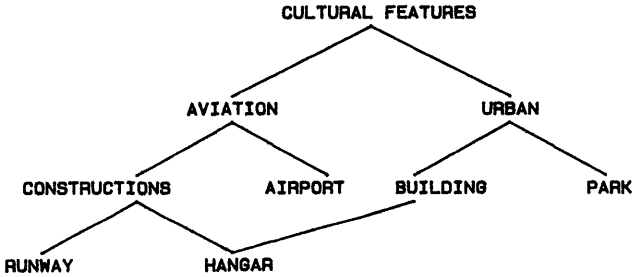 CULTURAL FEATURES
AVIATION URBAN
CONSTRUCTIONS AIRPORT BUILDING PARK
RUNWAY HANGAR